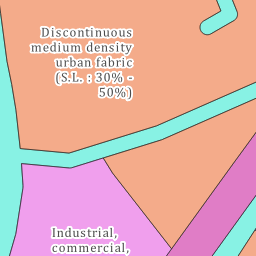 Discontinuous
medium density
urban fabric
(S.L. : 30% -
50%)
Industrial,
commercial,